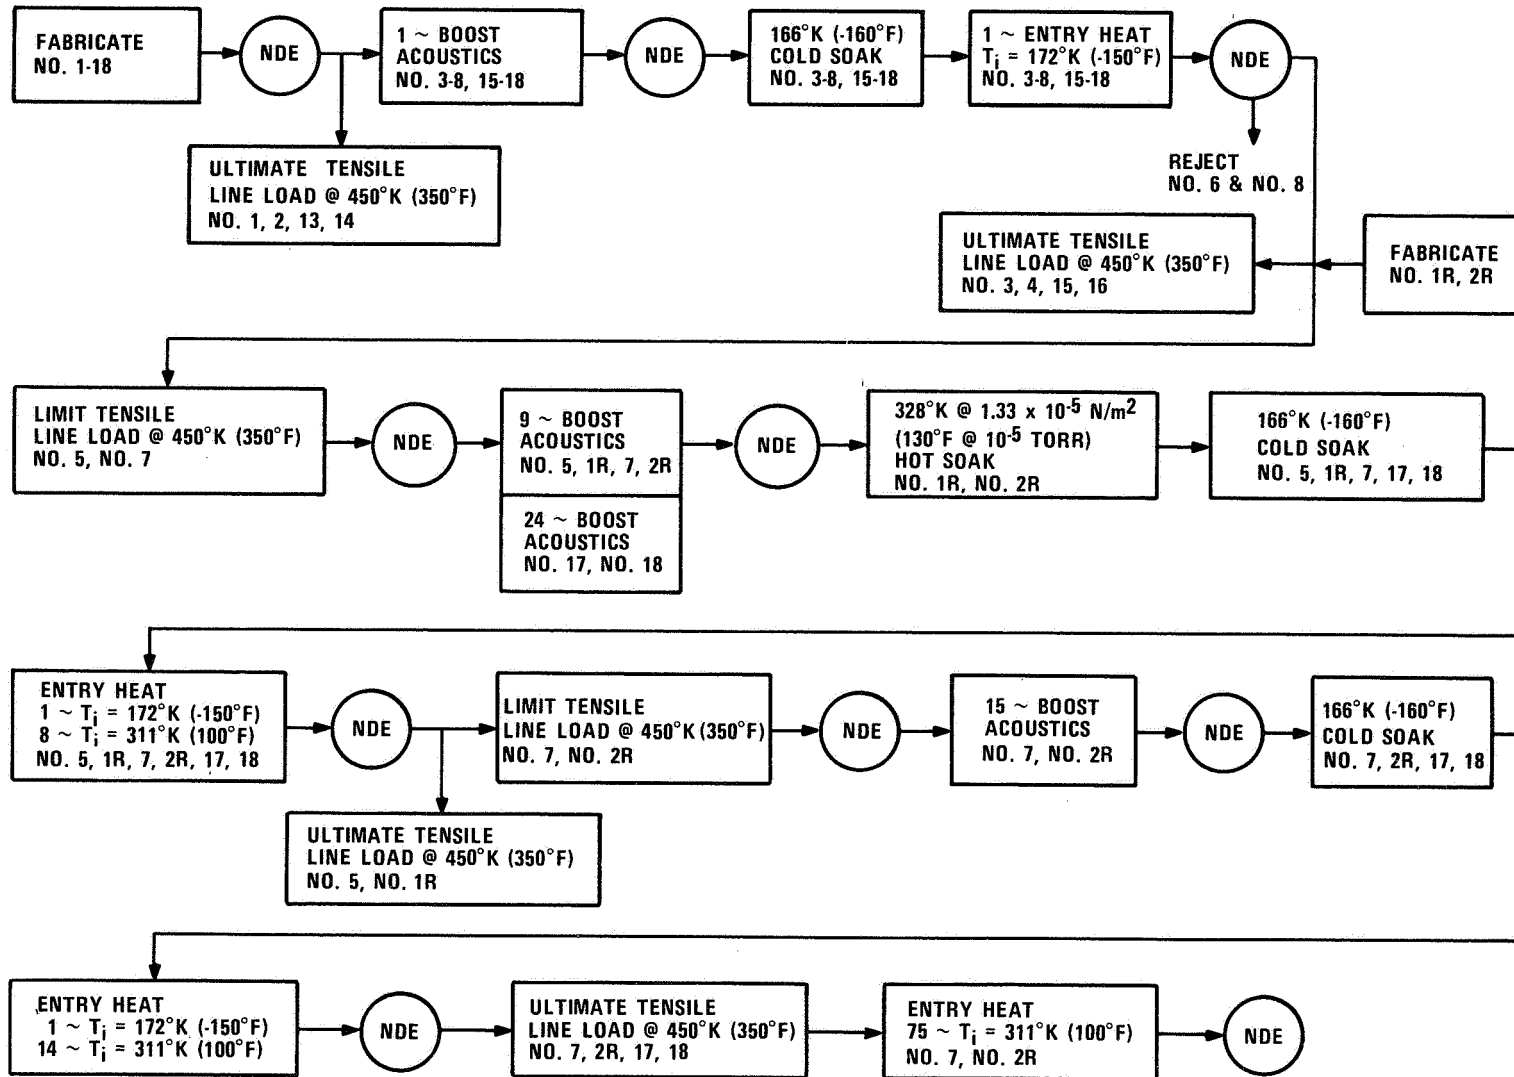 FABRICATE
NO. 1-18
NDE
1 ~ BOOST
ACOUSTICS
NO. 3-8, 15-18
NDE
166°K (-160°F)
COLD SOAK
NO. 3-8, 15-18
1 ~ ENTRY HEAT
Ti = 172°K (-150°F)
NO. 3-8, 15-18
NDE
ULTIMATE TENSILE
LINE LOAD @ 450°K (350°F)
NO. 1, 2, 13, 14
REJECT
NO. 6 & NO. 8
ULTIMATE TENSILE
LINE LOAD @ 450°K (350°F)
NO. 3, 4, 15, 16
FABRICATE
NO. 1R, 2R
LIMIT TENSILE
LINE LOAD @ 450°K (350°F)
NO. 5, NO. 7
NDE
9 ~ BOOST
ACOUSTICS
NO. 5, 1R, 7, 2R
24 ~ BOOST
ACOUSTICS
NO. 17, NO. 18
NDE
328°K @ 1.33 x 10-5 N/m2
(130°F @ 10-5 TORR)
HOT SOAK
NO. 1R, NO. 2R
166°K (-160°F)
COLD SOAK
NO. 5, 1R, 7, 17, 18
ENTRY HEAT
1 ~ Ti = 172°K (-150°F)
8 ~ Ti = 311°K (100°F)
NO. 5, 1R, 7, 2R, 17, 18
NDE
LIMIT TENSILE
LINE LOAD @ 450°K (350°F)
NO. 7, NO. 2R
NDE
15 ~ BOOST
ACOUSTICS
NO. 7, NO. 2R
NDE
166°K (-160°F)
COLD SOAK
NO. 7, 2R, 17, 18
ULTIMATE TENSILE
LINE LOAD @ 450°K (350°F)
NO. 5, NO. 1R
ENTRY HEAT
1 ~ Ti = 172°K (-150°F)
14 ~ Ti = 311°K (100°F)
NDE
ULTIMATE TENSILE
LINE LOAD @ 450°K (350°F)
NO. 7, 2R, 17, 18
ENTRY HEAT
75 ~ Ti = 311°K (100°F)
NO. 7, NO. 2R
NDE